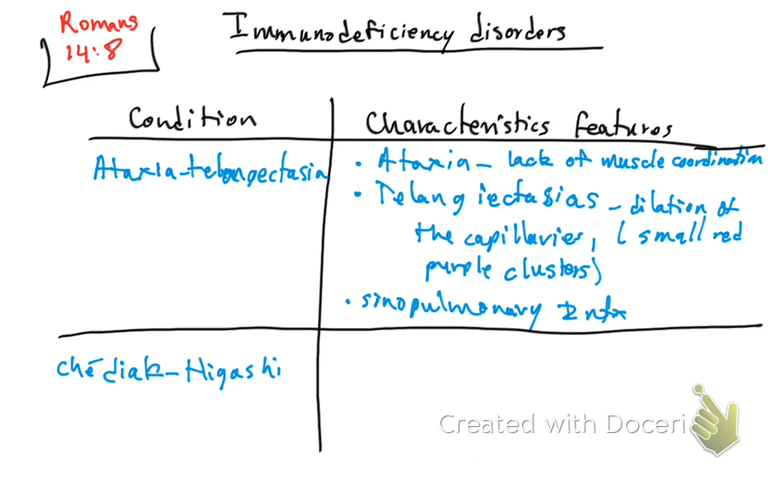 Romans
14:8
Immunodeficiency disorders
Condition
Characteristics features
Ataxia-telangectasia
• Ataxia - lack of muscle coordination
• Telangiectasias - dilation of
the capillaries, (small red
purple clusters)
• Sinopulmonary Infx
Chédiak-Higashi
Created with Doceri